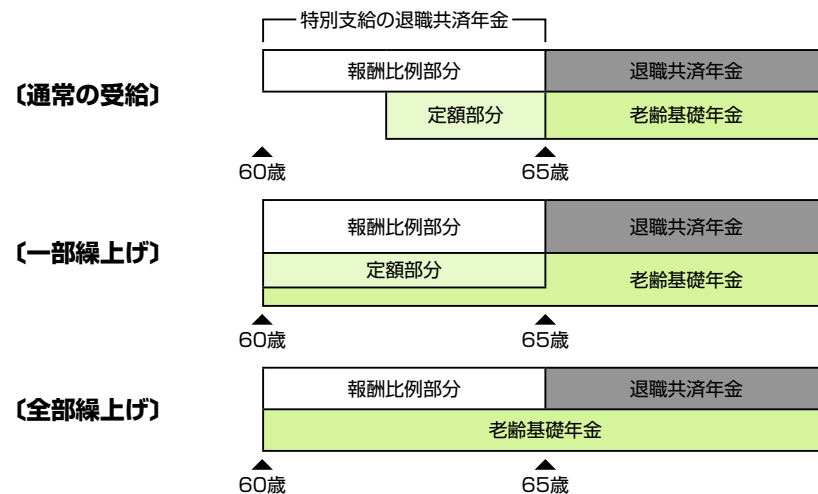 特別支給の退職共済年金
〔通常の受給〕
報酬比例部分
退職共済年金
定額部分
老齢基礎年金
60歳
65歳
〔一部繰上げ〕
報酬比例部分
退職共済年金
定額部分
老齢基礎年金
60歳
65歳
〔全部繰上げ〕
報酬比例部分
退職共済年金
老齢基礎年金
60歳
65歳